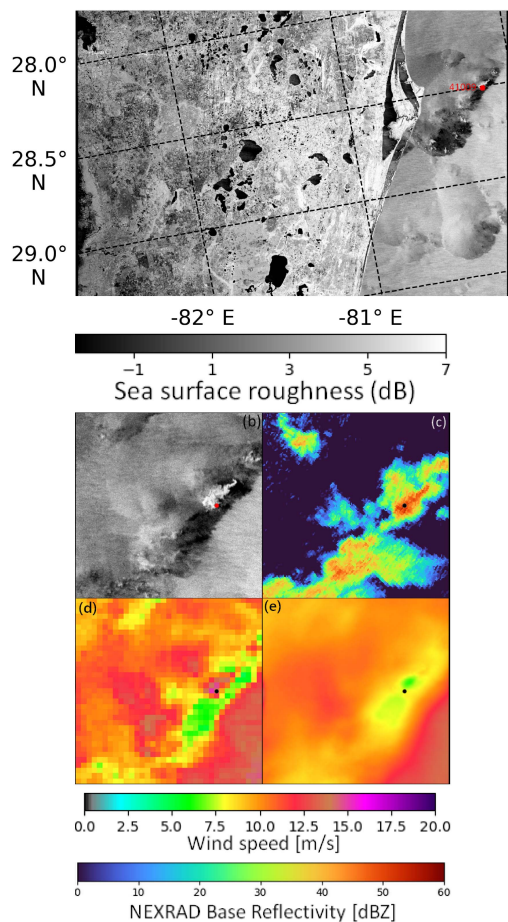 28.0°
N
28.5°
N
29.0°
N
-82° E
-81° E
−1
1
3
5
7
Sea surface roughness (dB)
(b)
(c)
(d)
(e)
0.0
2.5
5.0
7.5
10.0
12.5
15.0
17.5
20.0
Wind speed [m/s]
0
10
20
30
40
50
60
NEXRAD Base Reflectivity [dBZ]